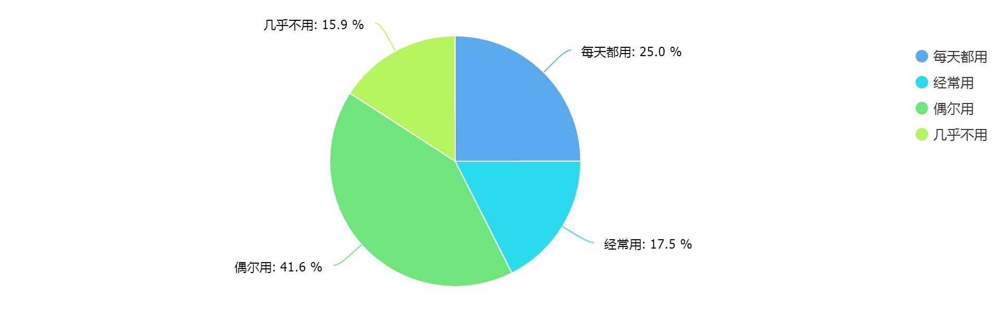 几乎不用: 15.9 %
每天都用: 25.0 %
经常用: 17.5 %
偶尔用: 41.6 %
每天都用
经常用
偶尔用
几乎不用